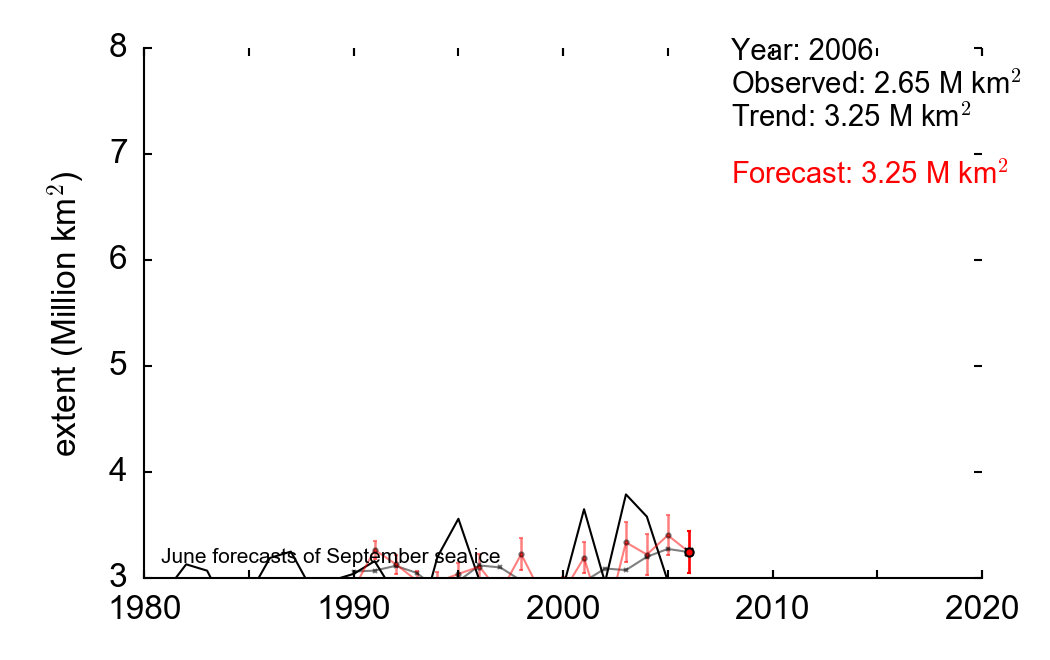 Year: 2006
Observed: 2.65 M km²
Trend: 3.25 M km²
Forecast: 3.25 M km²
extent (Million km²)
8
7
6
5
4
3
June forecasts of September sea ice
1980
1990
2000
2010
2020